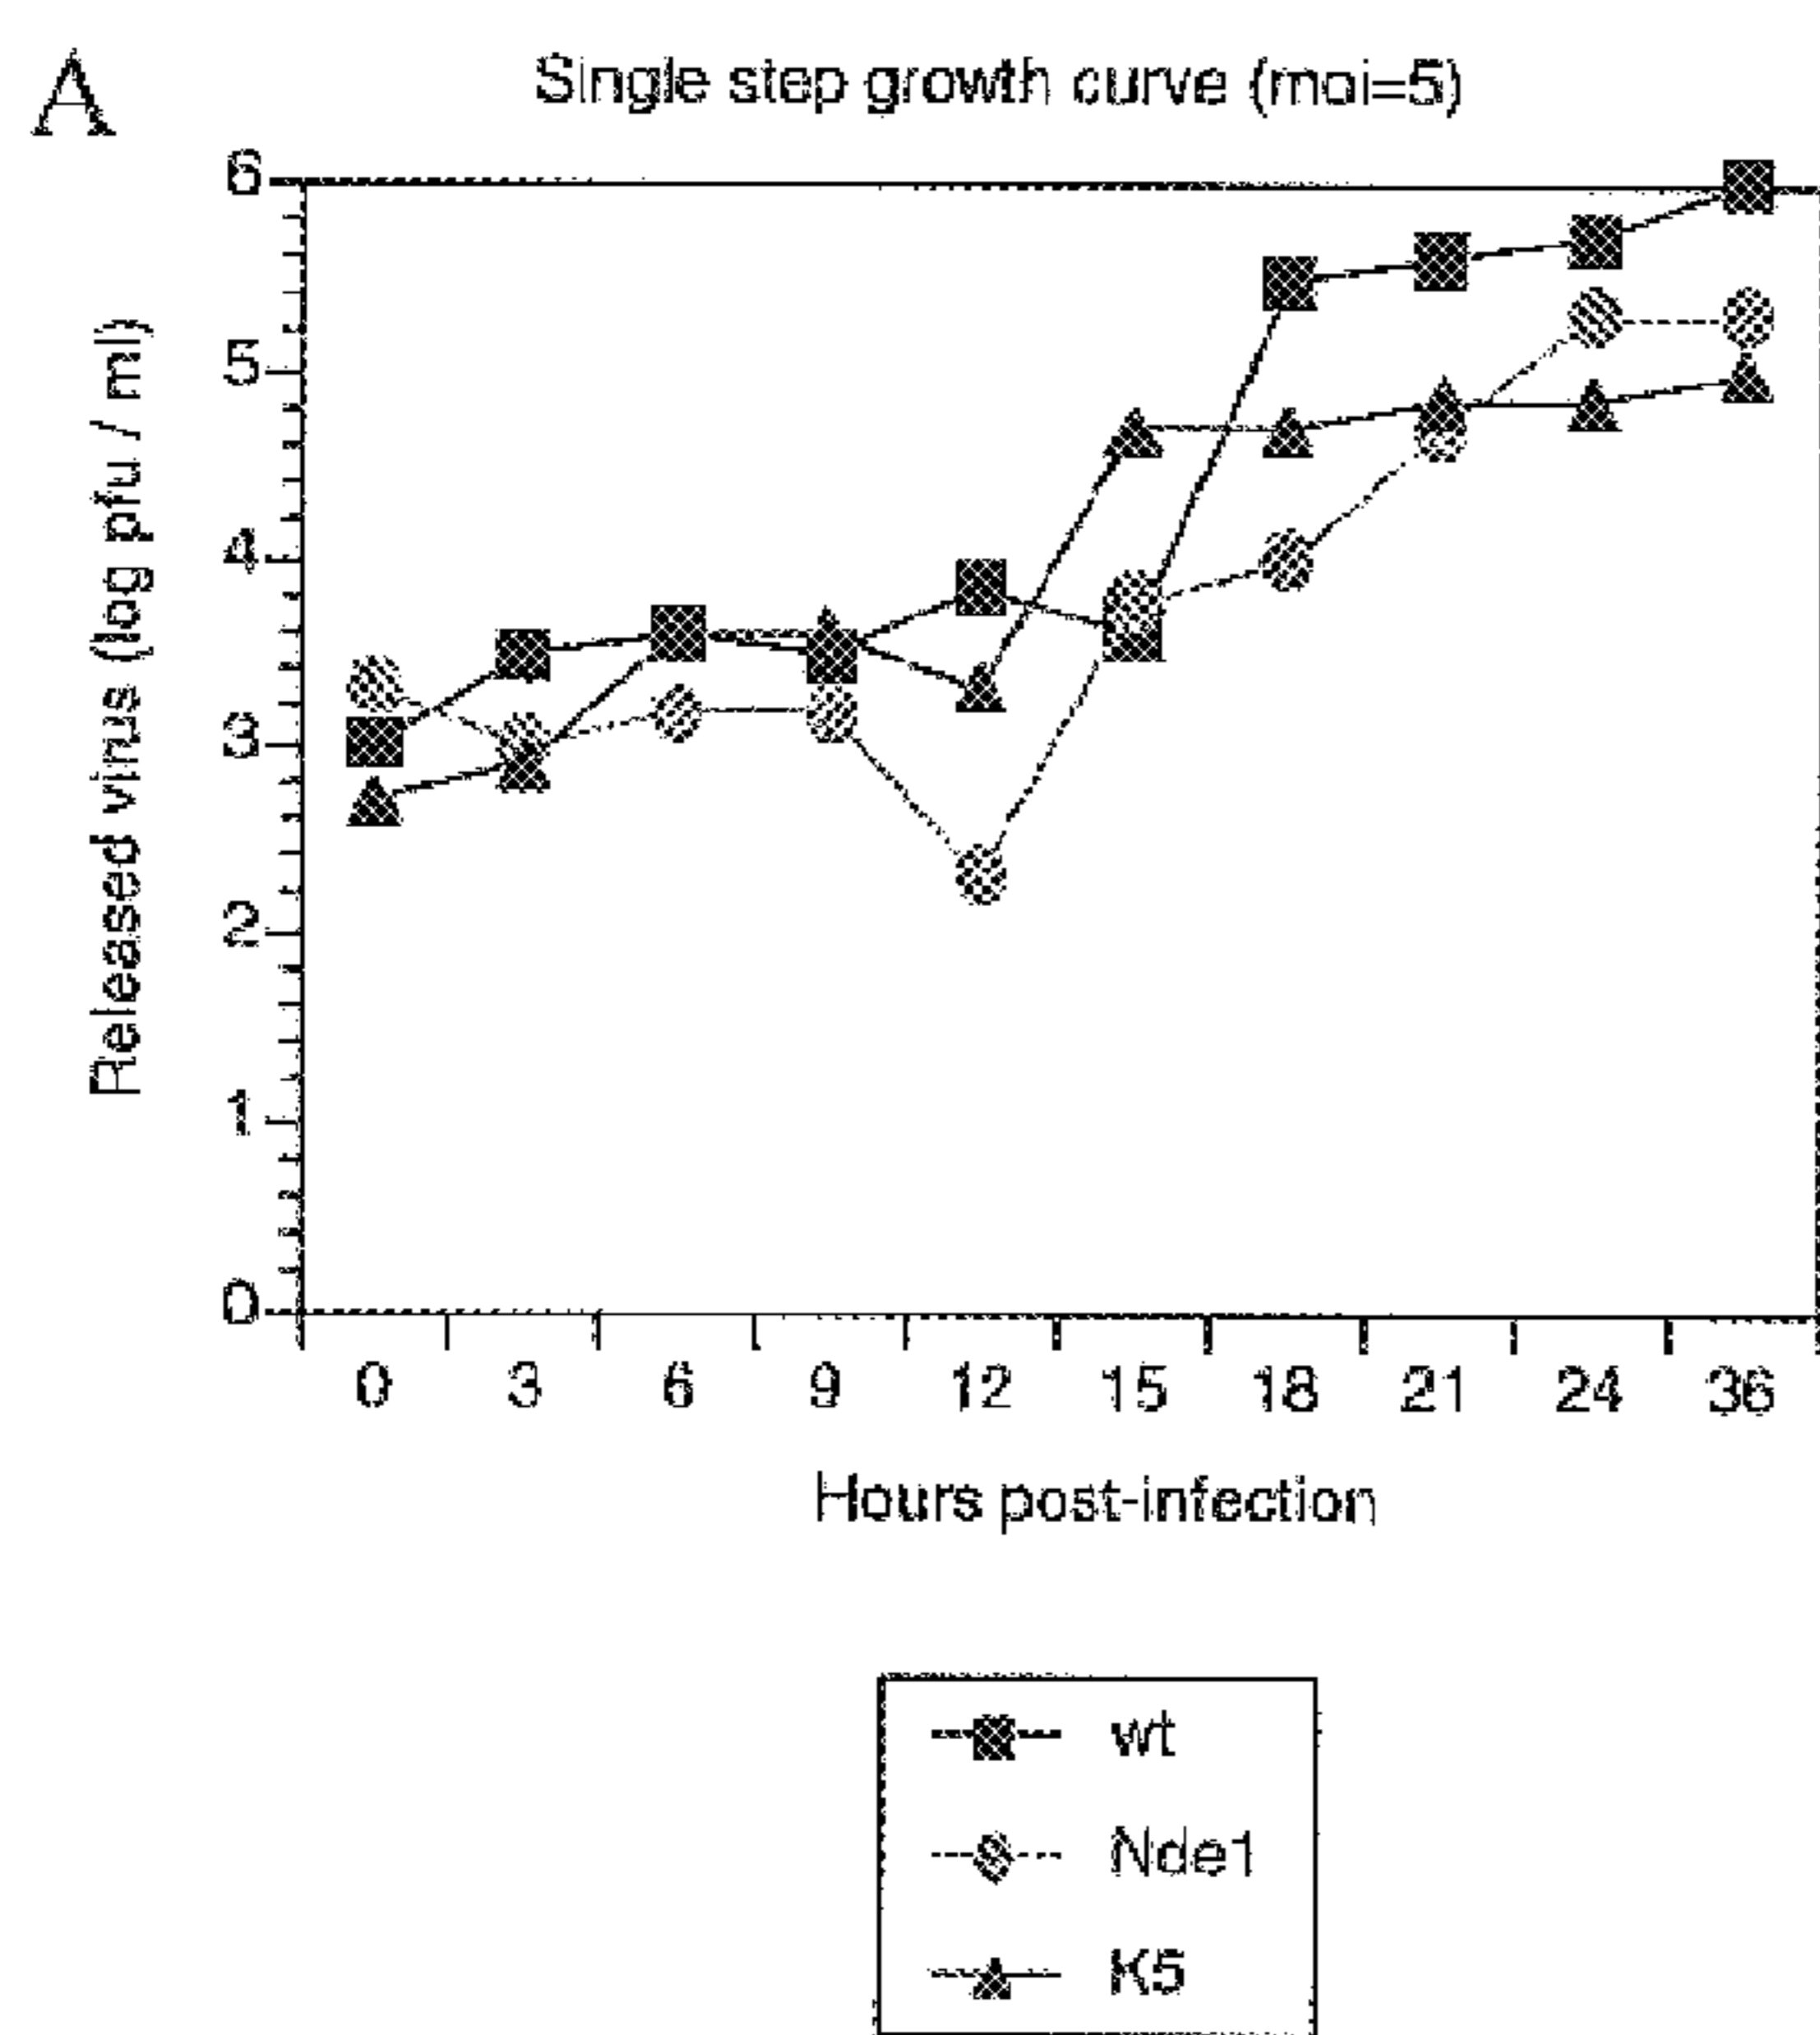 A
Single step growth curve (moi=5)
Released virus (log pfu / ml)
6
5
4
3
2
1
0
0 3 6 9 12 15 18 21 24 36
Hours post-infection
wt
Nde1
K5